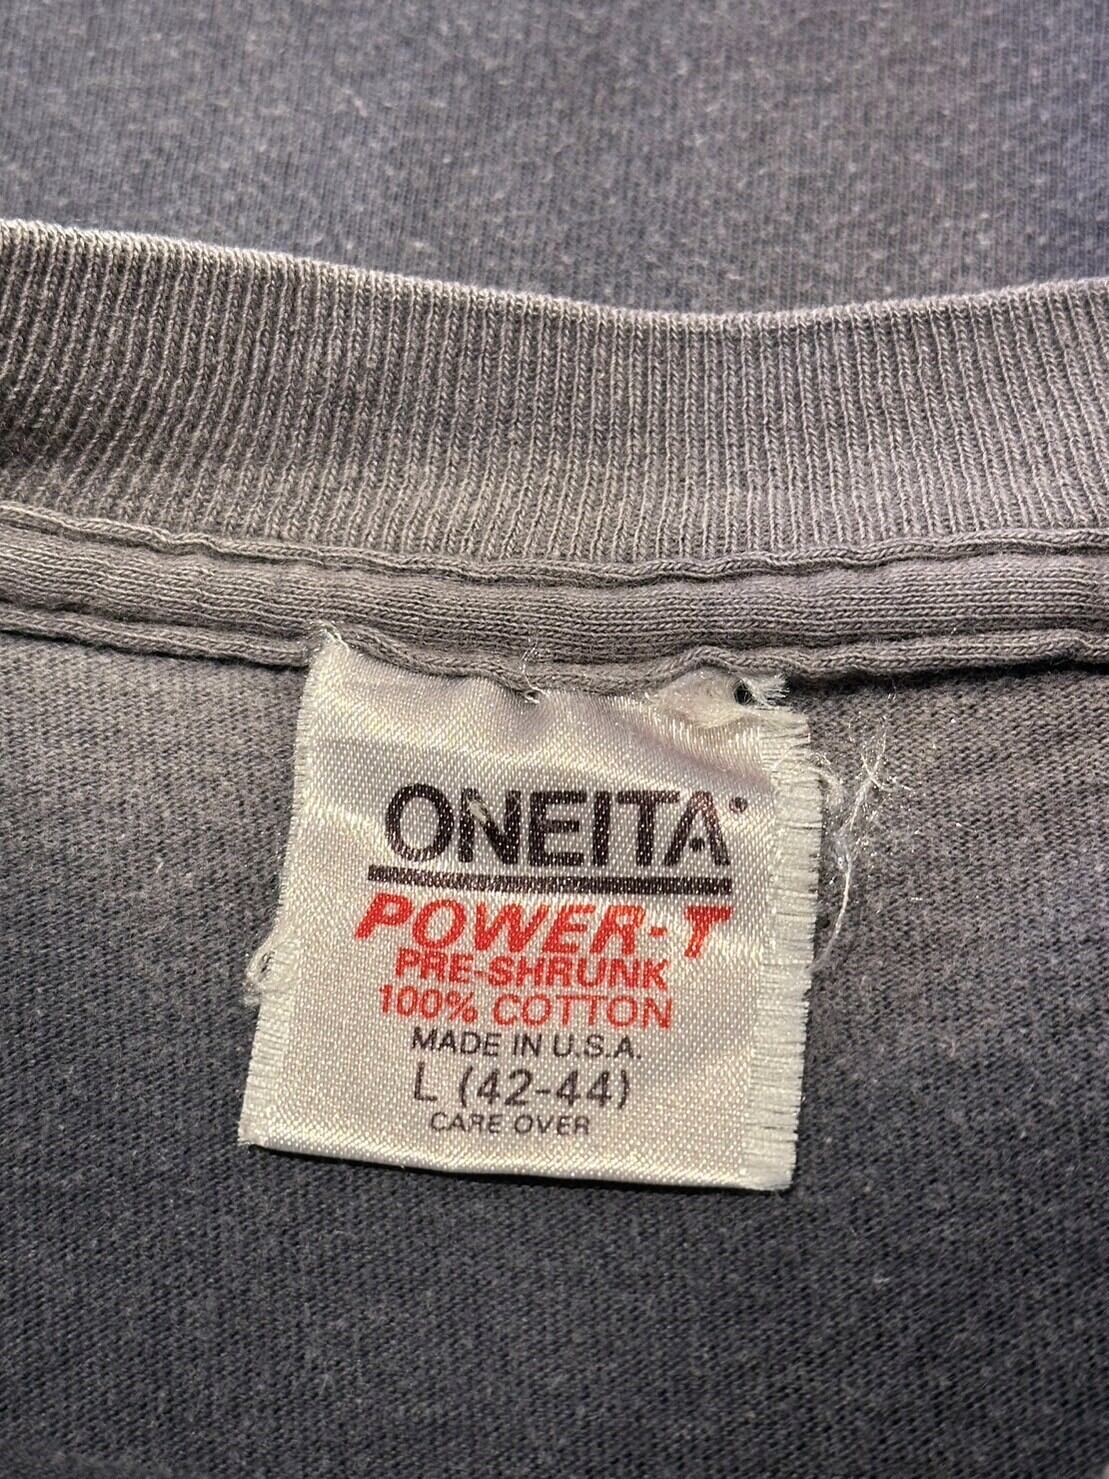 ONEITA
POWER-T
PRE-SHRUNK
100% COTTON
MADE IN U.S.A.
L (42-44)
CARE OVER